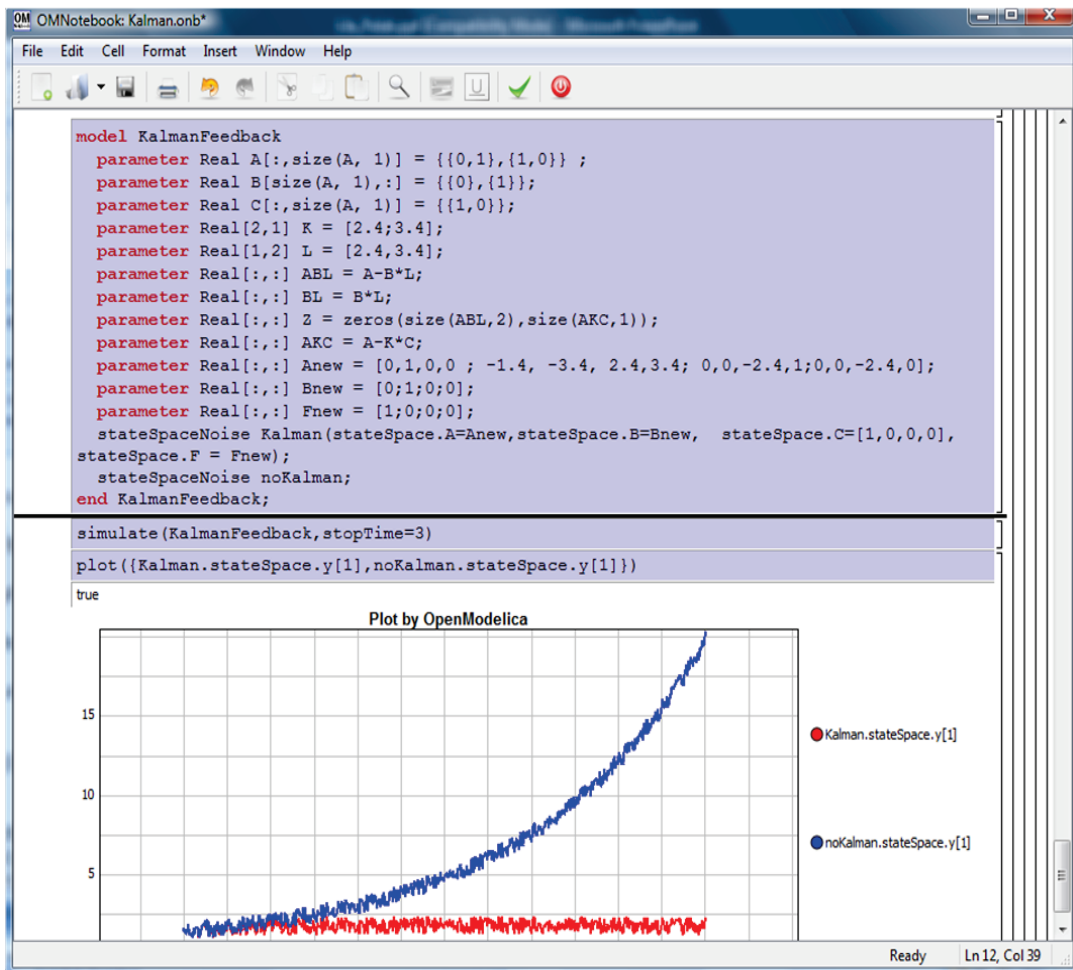 OMNotebook: Kalman.onb*
File Edit Cell Format Insert Window Help
model KalmanFeedback
parameter Real A[:,size(A, 1)] = {{0,1},{1,0}} ;
parameter Real B[size(A, 1),:] = {{0},{1}};
parameter Real C[:,size(A, 1)] = {{1,0}};
parameter Real[2,1] K = [2.4;3.4];
parameter Real[1,2] L = [2.4,3.4];
parameter Real[:,:] ABL = A-B*L;
parameter Real[:,:] BL = B*L;
parameter Real[:,:] Z = zeros(size(ABL,2),size(AKC,1));
parameter Real[:,:] AKC = A-K*C;
parameter Real[:,:] Anew = [0,1,0,0 ; -1.4, -3.4, 2.4,3.4; 0,0,-2.4,1;0,0,-2.4,0];
parameter Real[:,:] Bnew = [0;1;0;0];
parameter Real[:,:] Fnew = [1;0;0;0];
stateSpaceNoise Kalman(stateSpace.A=Anew,stateSpace.B=Bnew, stateSpace.C=[1,0,0,0],
stateSpace.F = Fnew);
stateSpaceNoise noKalman;
end KalmanFeedback;
simulate(KalmanFeedback,stopTime=3)
plot({Kalman.stateSpace.y[1],noKalman.stateSpace.y[1]})
true
Plot by OpenModelica
15
10
5
Kalman.stateSpace.y[1]
noKalman.stateSpace.y[1]
Ready Ln 12, Col 39